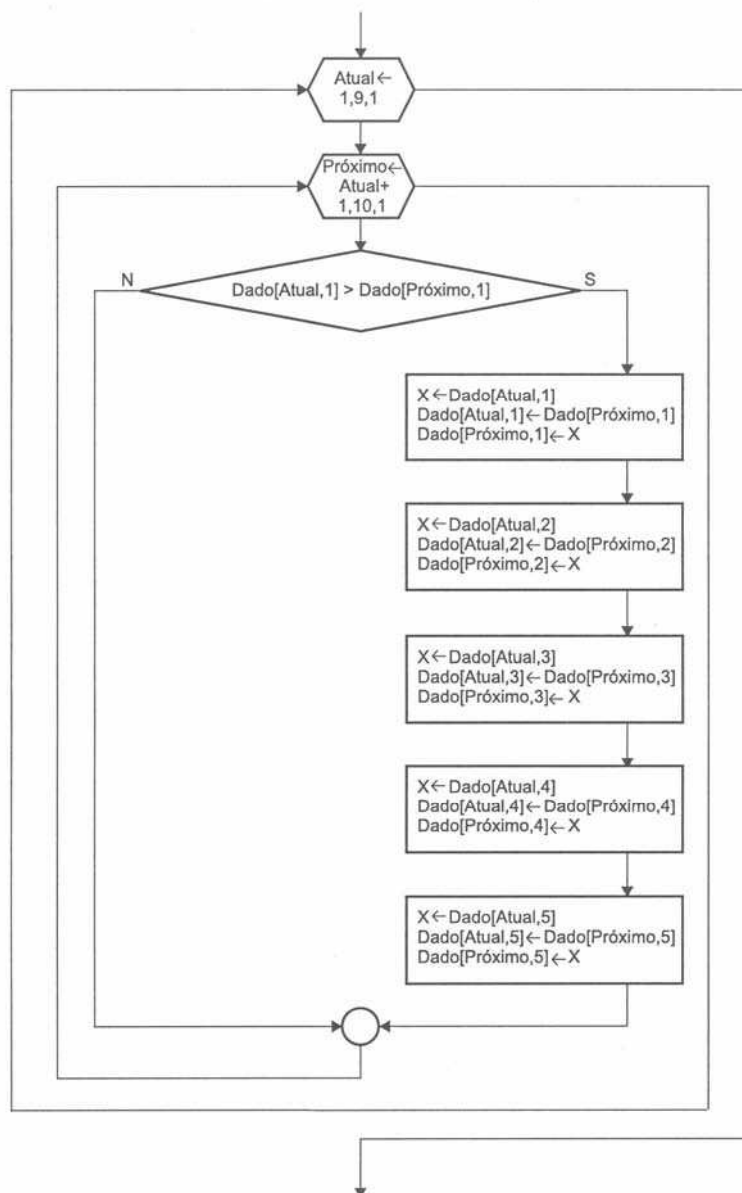 Atual←
1,9,1
Próximo←
Atual+
1,10,1
N
Dado[Atual,1] > Dado[Próximo,1]
S
X←Dado[Atual,1]
Dado[Atual,1]←Dado[Próximo,1]
Dado[Próximo,1]←X
X←Dado[Atual,2]
Dado[Atual,2]←Dado[Próximo,2]
Dado[Próximo,2]←X
X←Dado[Atual,3]
Dado[Atual,3]←Dado[Próximo,3]
Dado[Próximo,3]←X
X←Dado[Atual,4]
Dado[Atual,4]←Dado[Próximo,4]
Dado[Próximo,4]←X
X←Dado[Atual,5]
Dado[Atual,5]←Dado[Próximo,5]
Dado[Próximo,5]←X